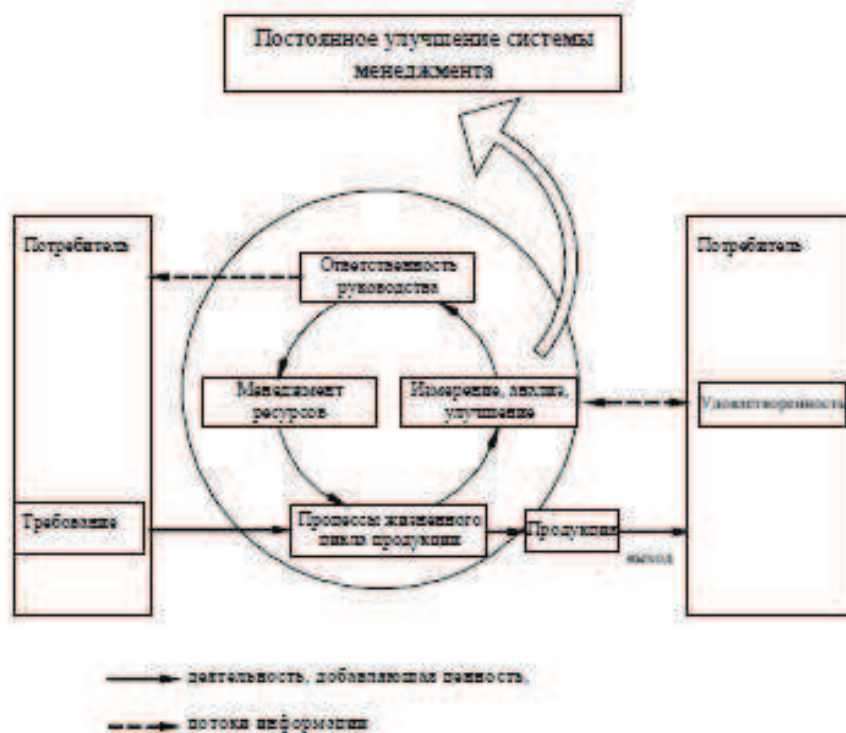 Постоянное улучшение системы
менеджмента
Потребитель
Потребитель
Ответственность
руководства
Менеджмент
ресурсов
Измерение, анализ,
улучшение
Удовлетворенность
Требование
Процессы жизненного
цикла продукции
Продукция
выход
деятельность, добавляющая ценность,
потоки информации